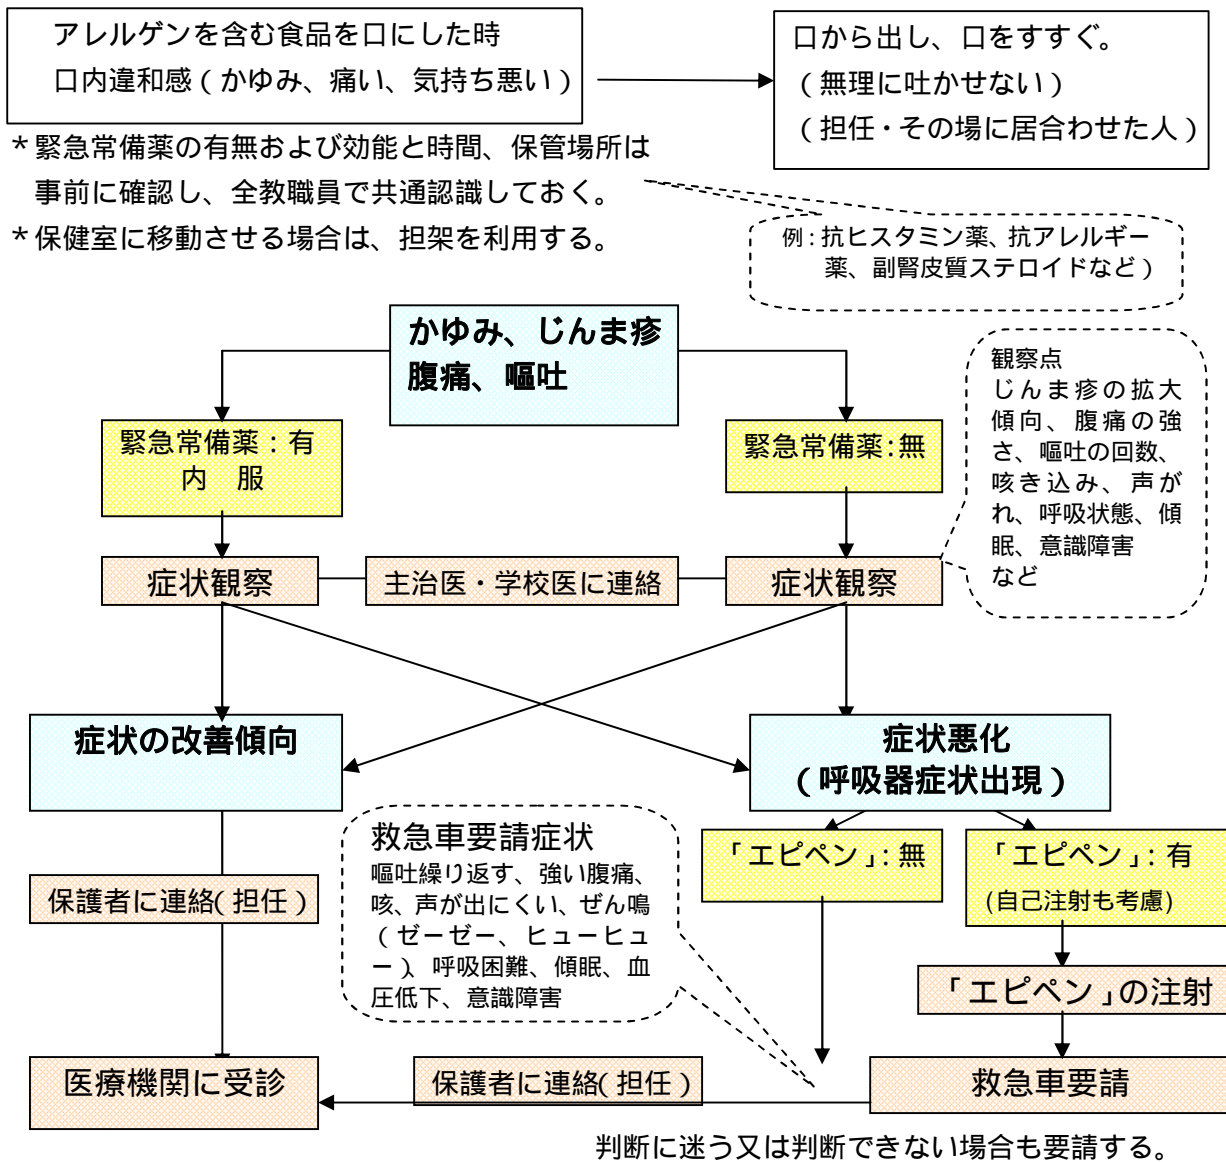 アレルゲンを含む食品を口にした時
口内違和感（かゆみ、痛い、気持ち悪い）
口から出し、口をすすぐ。
（無理に吐かせない）
（担任・その場に居合わせた人）
＊緊急常備薬の有無および効能と時間、保管場所は
事前に確認し、全教職員で共通認識しておく。
＊保健室に移動させる場合は、担架を利用する。
例：抗ヒスタミン薬、抗アレルギー
薬、副腎皮質ステロイドなど）
かゆみ、じんま疹
腹痛、嘔吐
緊急常備薬：有
内　服
緊急常備薬：無
観察点
じんま疹の拡大
傾向、腹痛の強
さ、嘔吐の回数、
咳き込み、声が
れ、呼吸状態、傾
眠、意識障害
など
症状観察
主治医・学校医に連絡
症状観察
症状の改善傾向
症状悪化
（呼吸器症状出現）
救急車要請症状
嘔吐繰り返す、強い腹痛、
咳、声が出にくい、ぜん鳴
（ゼーゼー、ヒューヒュ
ー）、呼吸困難、傾眠、血
圧低下、意識障害
「エピペン」：無
「エピペン」：有
(自己注射も考慮)
保護者に連絡（担任）
「エピペン」の注射
医療機関に受診
保護者に連絡（担任）
救急車要請
判断に迷う又は判断できない場合も要請する。